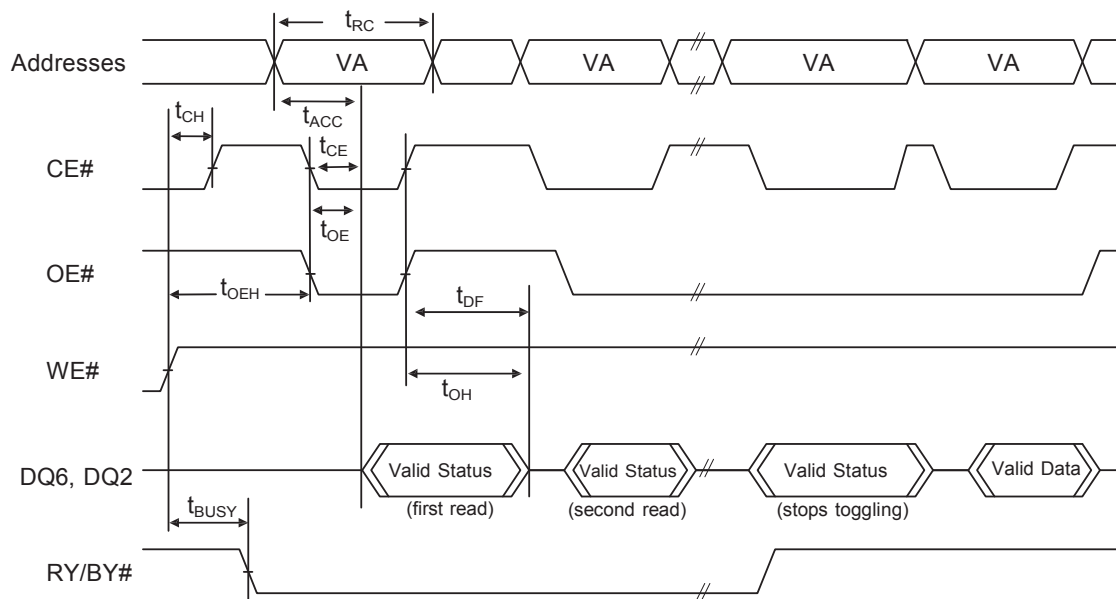 tRC
Addresses VA VA VA VA
tCH tACC
tCE
CE#
tOE
OE#
tOEH tDF
WE#
tOH
DQ6, DQ2 Valid Status Valid Status Valid Status Valid Data
(first read) (second read) (stops toggling)
tBUSY
RY/BY#